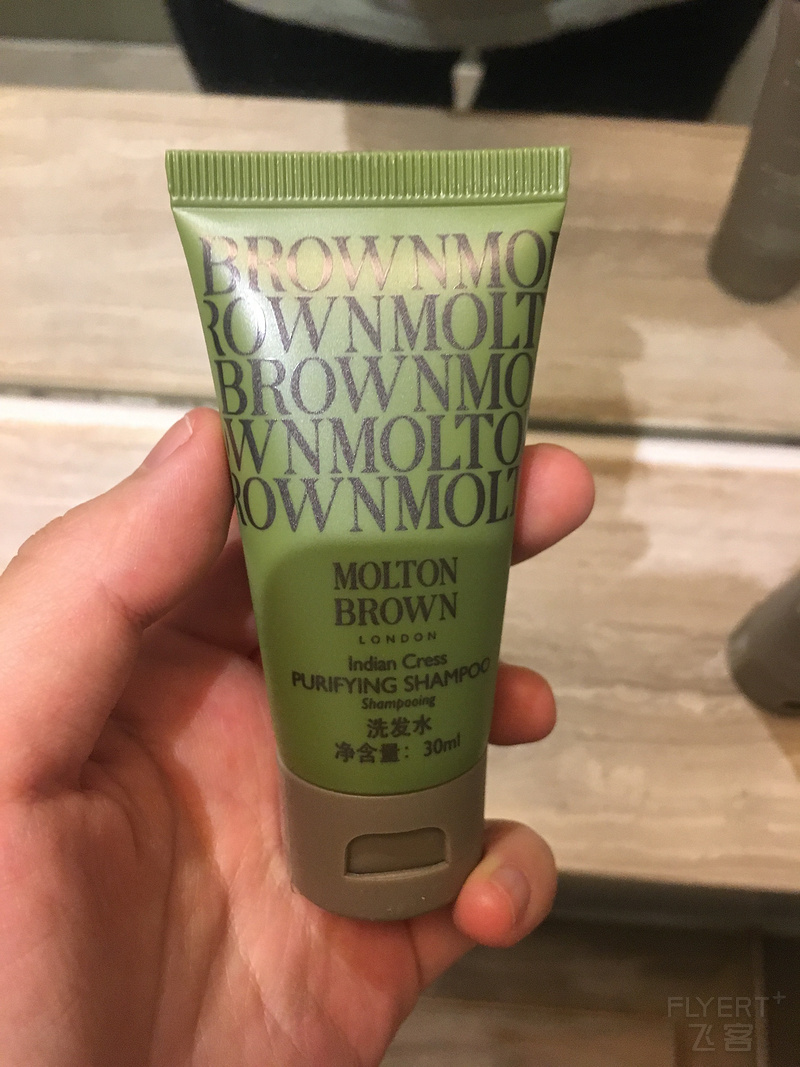 BROWNMO
ROWNMOLT
BROWNMO
WNMOLTO
ROWNMOLT
MOLTON
BROWN
LONDON
Indian Cress
PURIFYING SHAMPOO
Shampooing
洗发水
净含量：30ml
FLYERT+
飞客